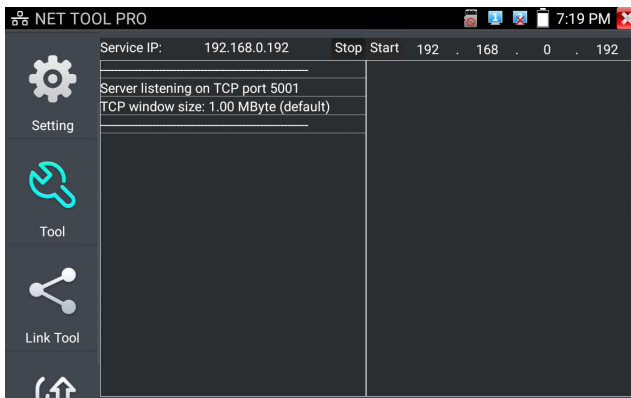 NET TOOL PRO
7:19 PM
Service IP: 192.168.0.192 Stop Start 192 . 168 . 0 . 192
Server listening on TCP port 5001
TCP window size: 1.00 MByte (default)
Setting
Tool
Link Tool